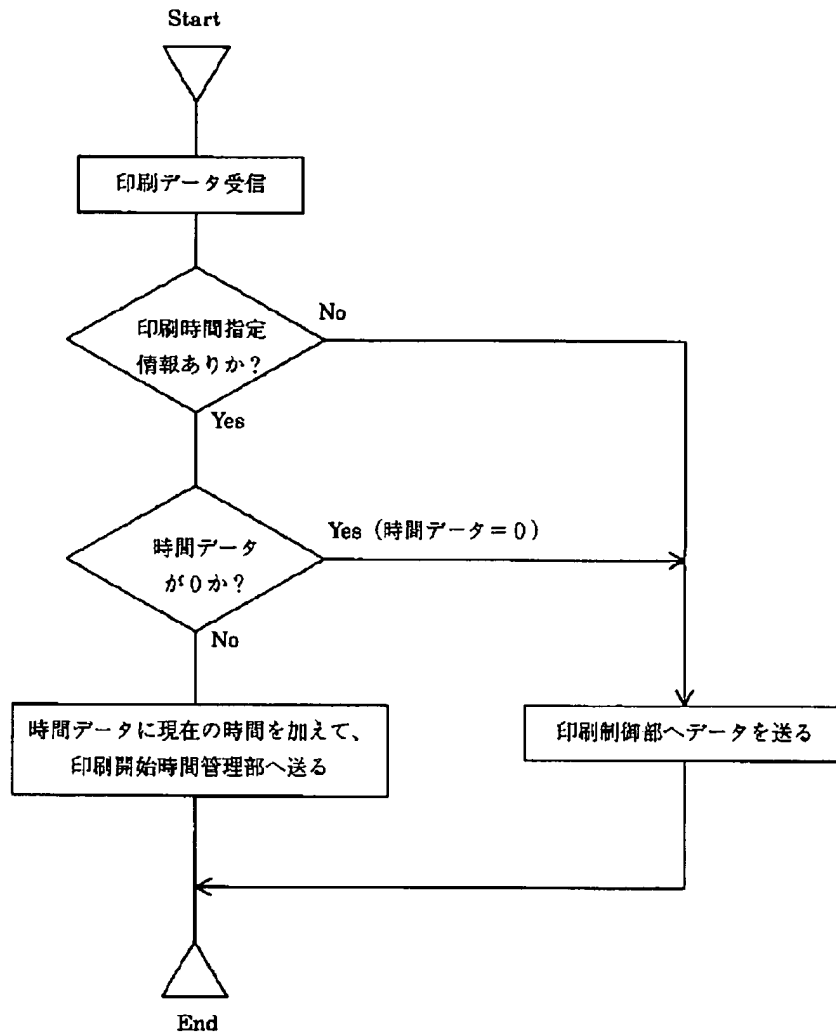 Start
印刷データ受信
印刷時間指定
情報ありか？
No
Yes
時間データ
が０か？
Yes（時間データ＝０）
No
時間データに現在の時間を加えて、
印刷開始時間管理部へ送る
印刷制御部へデータを送る
End